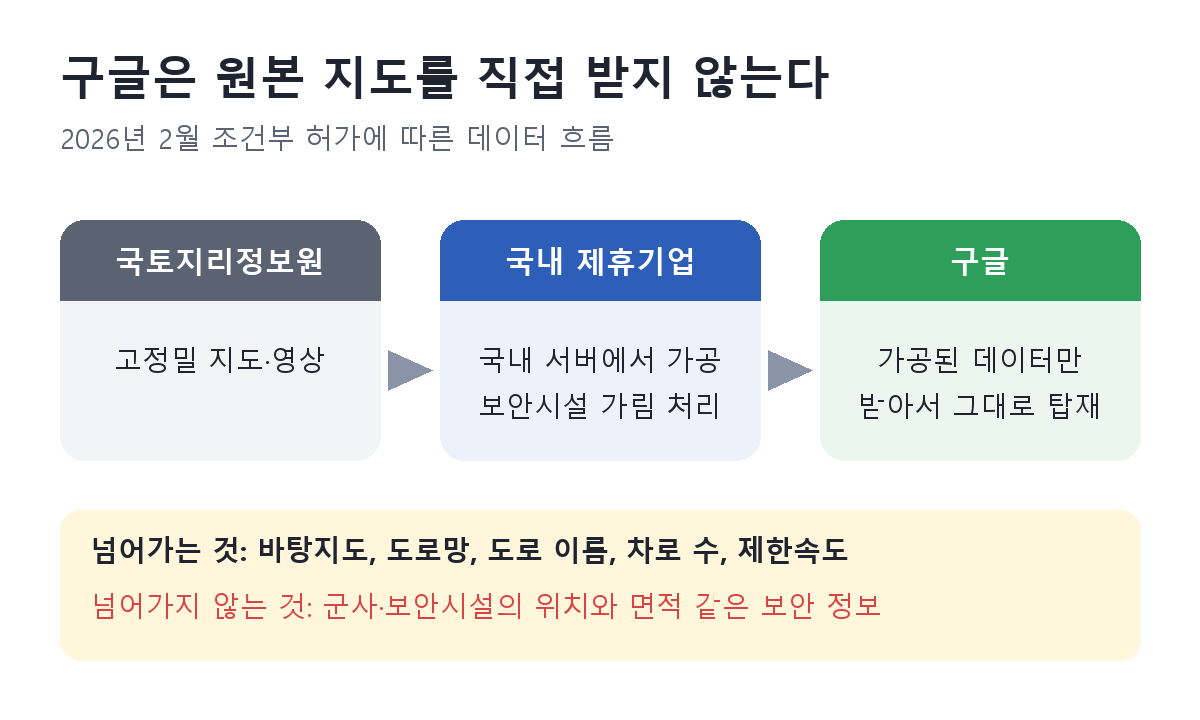 구글은 원본 지도를 직접 받지 않는다
2026년 2월 조건부 허가에 따른 데이터 흐름
국토지리정보원
고정밀 지도·영상
국내 제휴기업
국내 서버에서 가공
보안시설 가림 처리
구글
가공된 데이터만
받아서 그대로 탑재
넘어가는 것: 바탕지도, 도로망, 도로 이름, 차로 수, 제한속도
넘어가지 않는 것: 군사·보안시설의 위치와 면적 같은 보안 정보